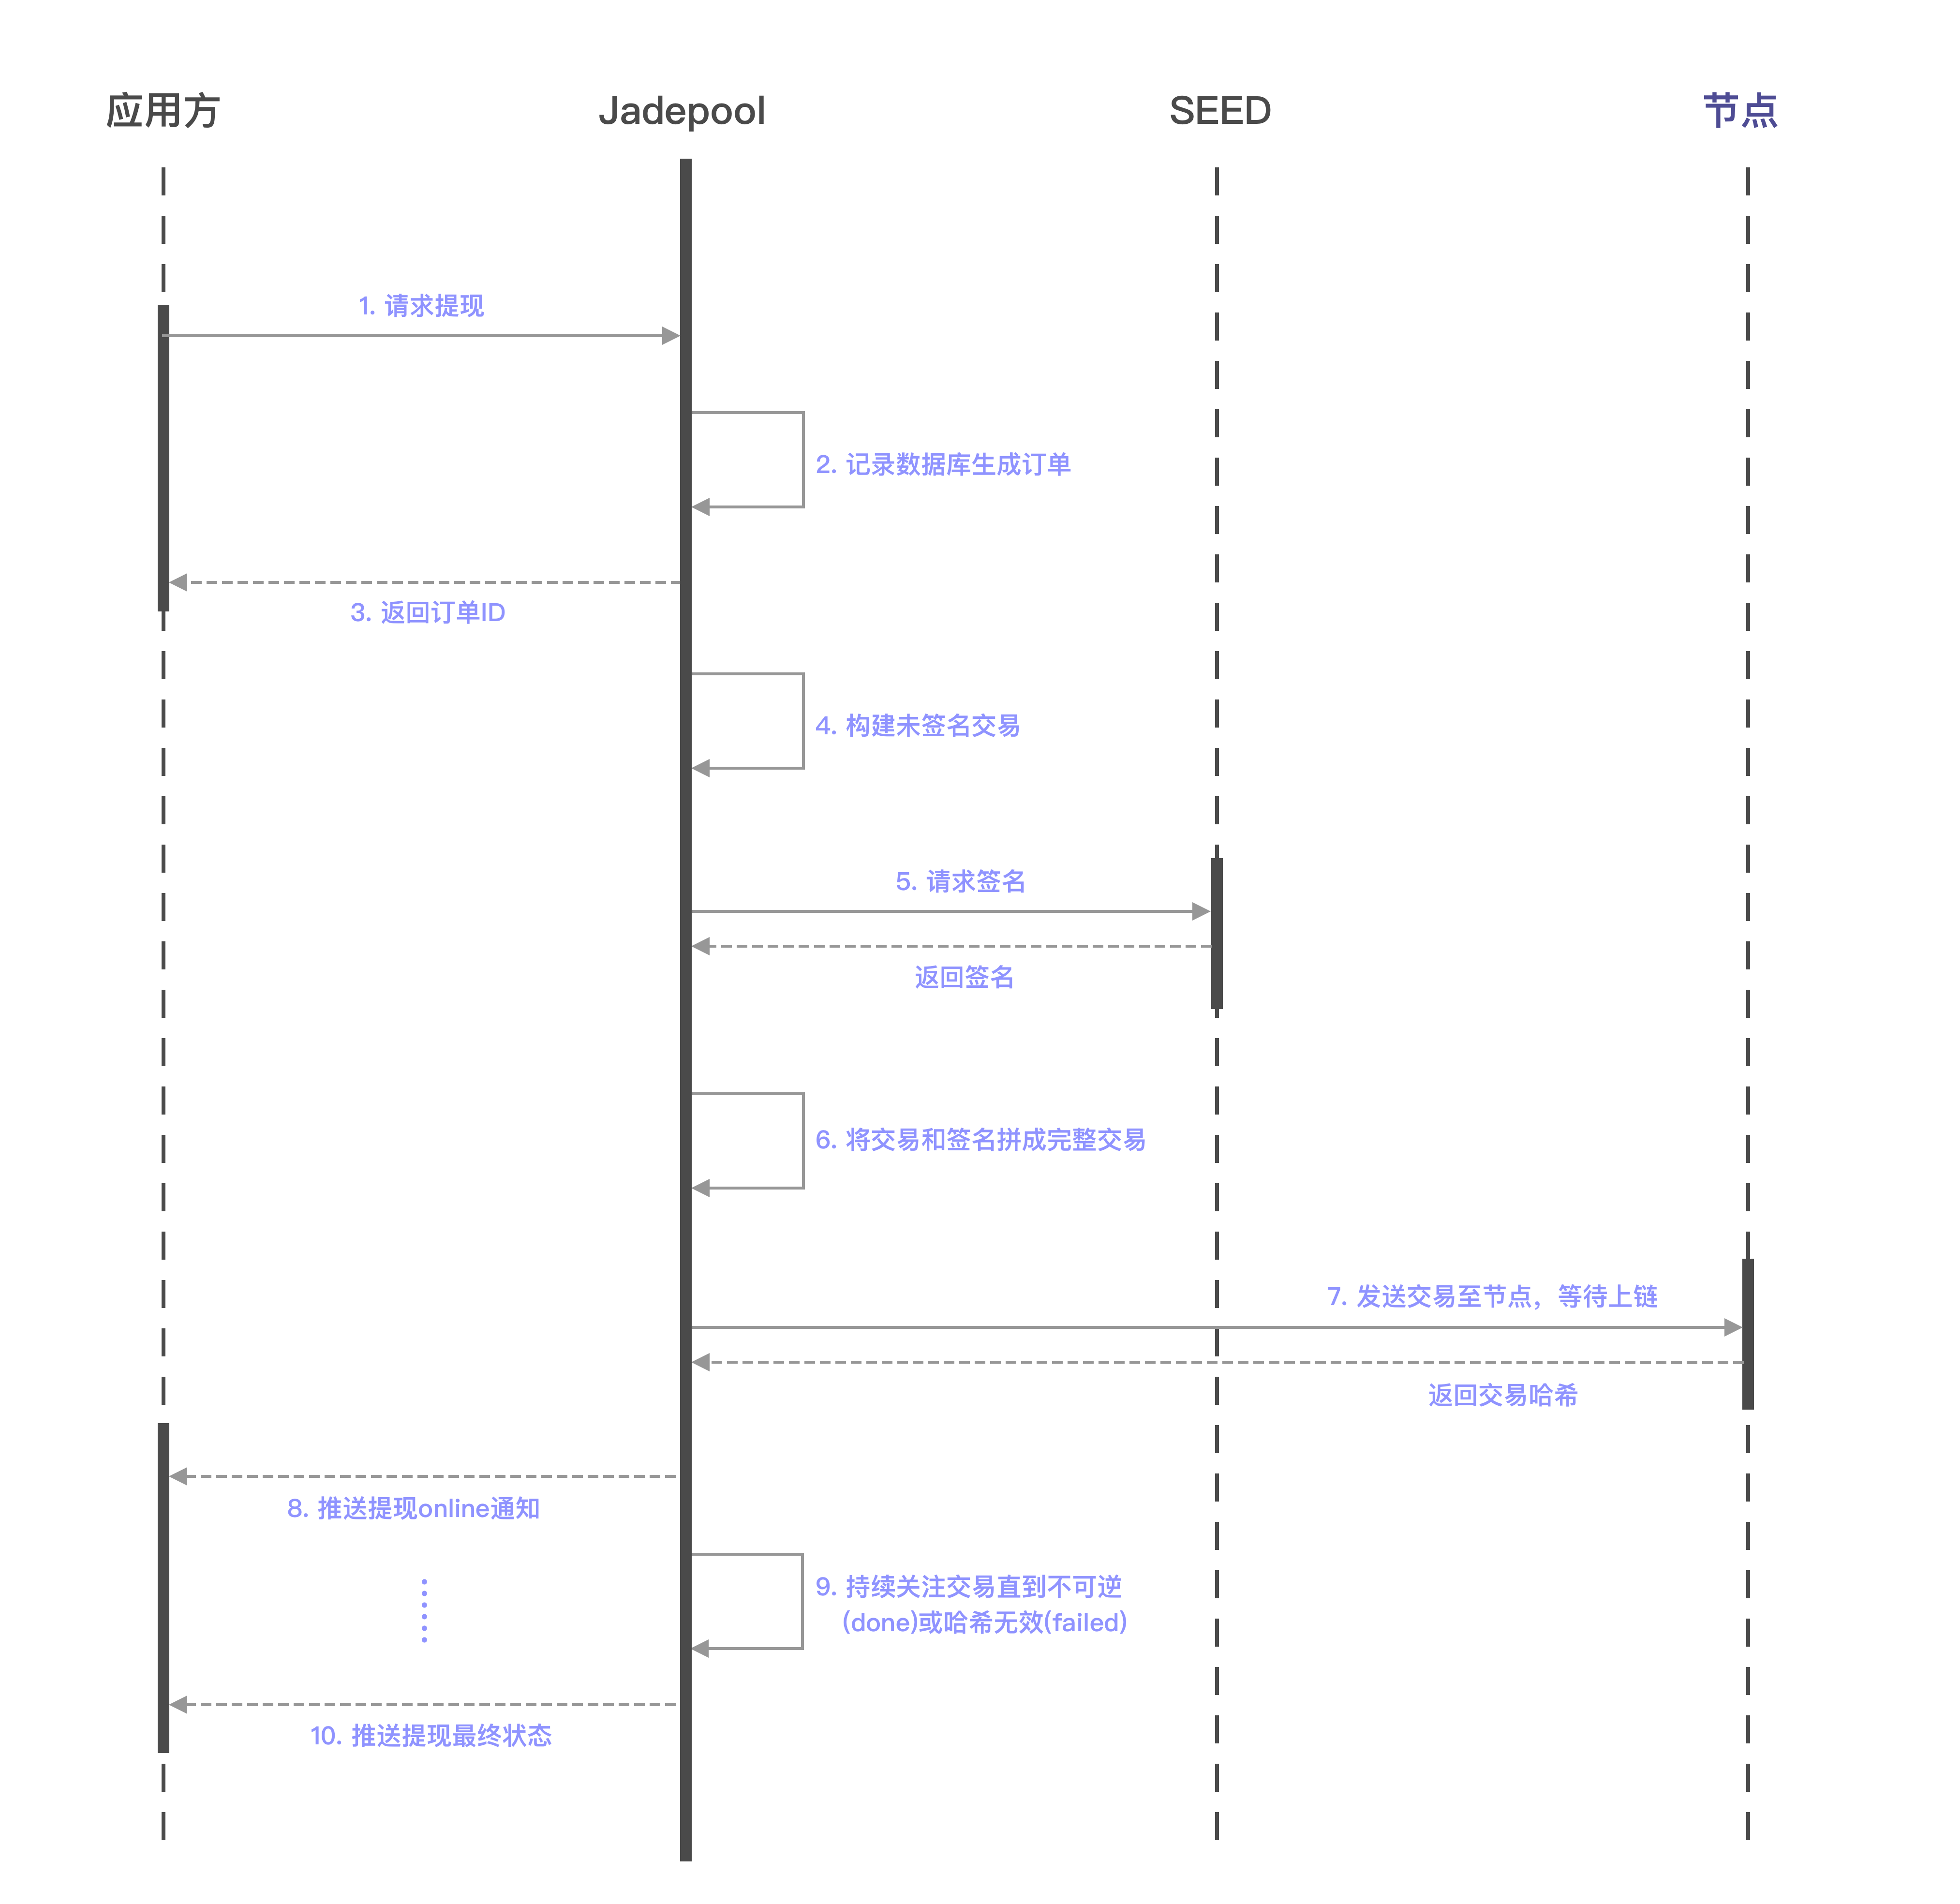 应用方
Jadepool
SEED
节点
1. 请求提现
2. 记录数据库生成订单
3. 返回订单ID
4. 构建未签名交易
5. 请求签名
返回签名
6. 将交易和签名拼成完整交易
7. 发送交易至节点，等待上链
返回交易哈希
8. 推送提现online通知
9. 持续关注交易直到不可逆
(done)或哈希无效(failed)
10. 推送提现最终状态